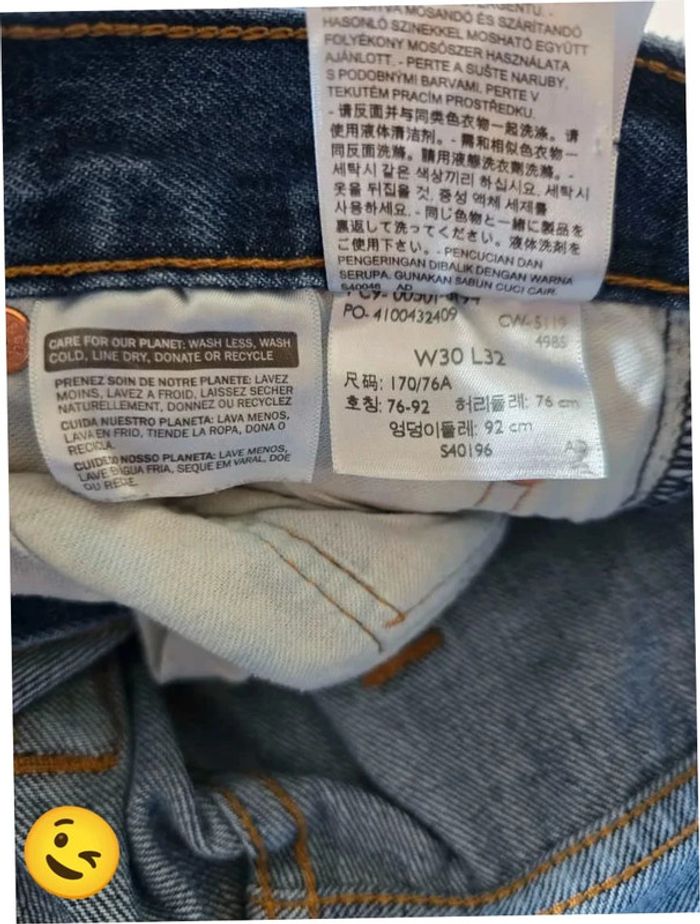 MOSANDÓ ÉS SZÁRÍTANDÓ
HASONLÓ SZINEKKEL MOSHATÓ EGYÜTT
FOLYÉKONY MOSÓSZER HASZNÁLATA
AJÁNLOTT. - PERTE A SUŠTE NARUBY,
S PODOBNÝMI BARVAMI. PERTE V
TEKUTÉM PRACÍM PROSTŘEDKU.
- 请反面并与同类色衣物一起洗涤。请
使用液体清洁剂。- 需和相似色衣物一
同反面洗滌。請用液態洗衣劑洗滌。-
세탁시 같은 색상끼리 하십시요. 세탁시
옷을 뒤집을 것. 중성 액체 세제를
사용하세요. - 同じ色物と一緒に製品を
裏返して洗ってください。液体洗剤を
ご使用下さい。- PENCUCIAN DAN
PENGERINGAN DIBALIK DENGAN WARNA
SERUPA. GUNAKAN SABUN CUCI CAIR.
S40046 AD
PO- 4100432409 CW-5119
4985
W30 L32
尺码: 170/76A
호칭: 76-92 허리둘레: 76 cm
엉덩이둘레: 92 cm
S40196
CARE FOR OUR PLANET: WASH LESS, WASH
COLD, LINE DRY, DONATE OR RECYCLE
PRENEZ SOIN DE NOTRE PLANETE: LAVEZ
MOINS, LAVEZ A FROID, LAISSEZ SECHER
NATURELLEMENT, DONNEZ OU RECYCLEZ
CUIDA NUESTRO PLANETA: LAVA MENOS,
LAVA EN FRIO, TIENDE LA ROPA, DONA O
RECICLA.
CUIDE NOSSO PLANETA: LAVE MENOS,
LAVE ÁGUA FRIA, SEQUE EM VARAL, DOE
OU RECIE.